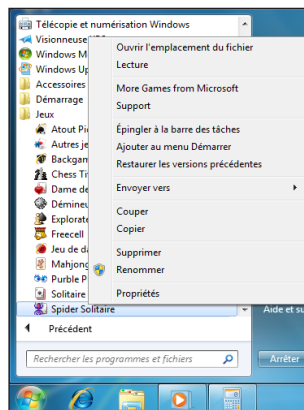 Télécopie et numérisation Windows
Visionneuse
Windows M
Windows Up
Accessoires
Démarrage
Jeux
Atout Pi
Autres je
Backgam
Chess Ti
Dame de
Démineu
Explorate
Freecell
Jeu de da
Mahjong
Purble P
Solitaire
Spider Solitaire
Précédent
Rechercher les programmes et fichiers
Ouvrir l'emplacement du fichier
Lecture
More Games from Microsoft
Support
Épingler à la barre des tâches
Ajouter au menu Démarrer
Restaurer les versions précédentes
Envoyer vers
Couper
Copier
Supprimer
Renommer
Propriétés
Aide et su
Arrêter